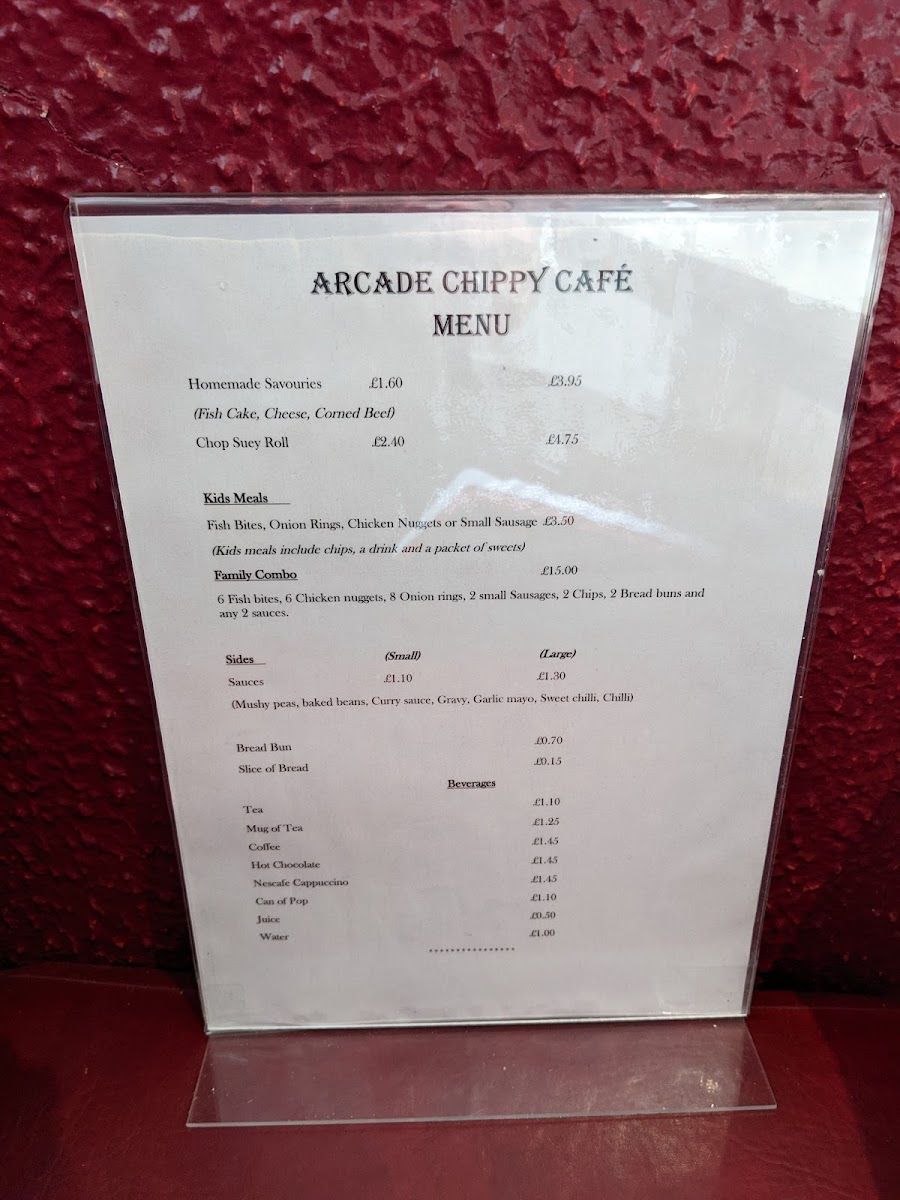 ARCADE CHIPPY CAFÉ
MENU
Homemade Savouries £1.60 £3.95
(Fish Cake, Cheese, Corned Beef)
Chop Suey Roll £2.40 £4.75
Kids Meals
Fish Bites, Onion Rings, Chicken Nuggets or Small Sausage £3.50
(Kids meals include chips, a drink and a packet of sweets)
Family Combo £15.00
6 Fish bites, 6 Chicken nuggets, 8 Onion rings, 2 small Sausages, 2 Chips, 2 Bread buns and
any 2 sauces.
Sides (Small) (Large)
Sauces £1.10 £1.30
(Mushy peas, baked beans, Curry sauce, Gravy, Garlic mayo, Sweet chilli, Chilli)
Bread Bun £0.70
Slice of Bread £0.15
Beverages
Tea £1.10
Mug of Tea £1.25
Coffee £1.45
Hot Chocolate £1.45
Nescafe Cappuccino £1.45
Can of Pop £1.10
Juice £0.50
Water £1.00
****************